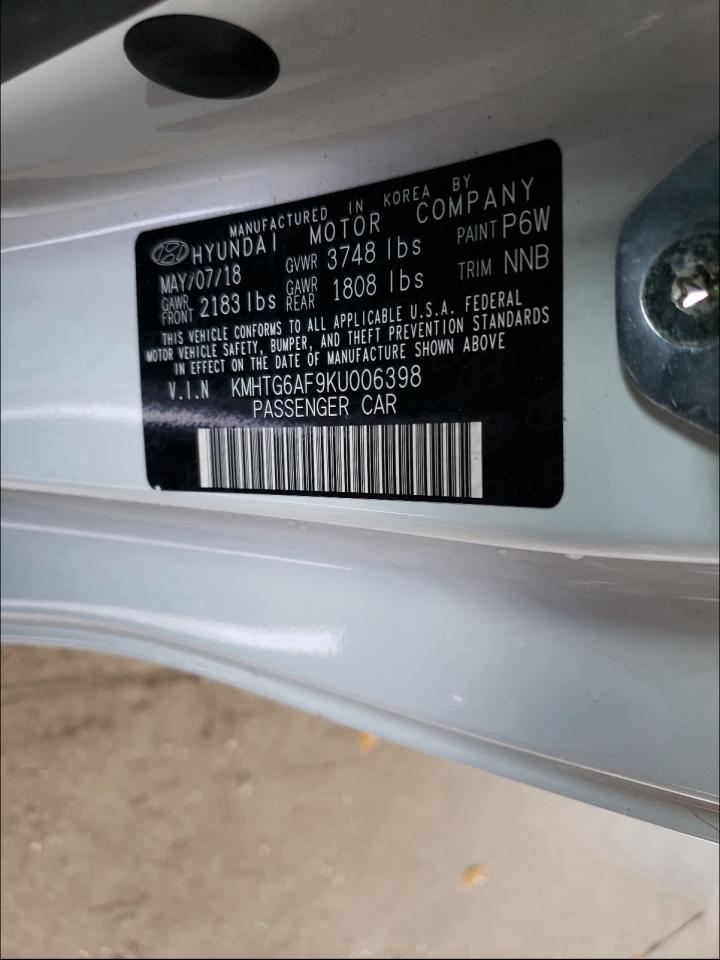 MANUFACTURED IN KOREA BY
HYUNDAI MOTOR COMPANY
MAY/07/18 GVWR 3748 lbs PAINT P6W
GAWR FRONT 2183 lbs GAWR REAR 1808 lbs TRIM NNB
THIS VEHICLE CONFORMS TO ALL APPLICABLE U.S.A. FEDERAL
MOTOR VEHICLE SAFETY, BUMPER, AND THEFT PREVENTION STANDARDS
IN EFFECT ON THE DATE OF MANUFACTURE SHOWN ABOVE
V.I.N KMHTG6AF9KU006398
PASSENGER CAR